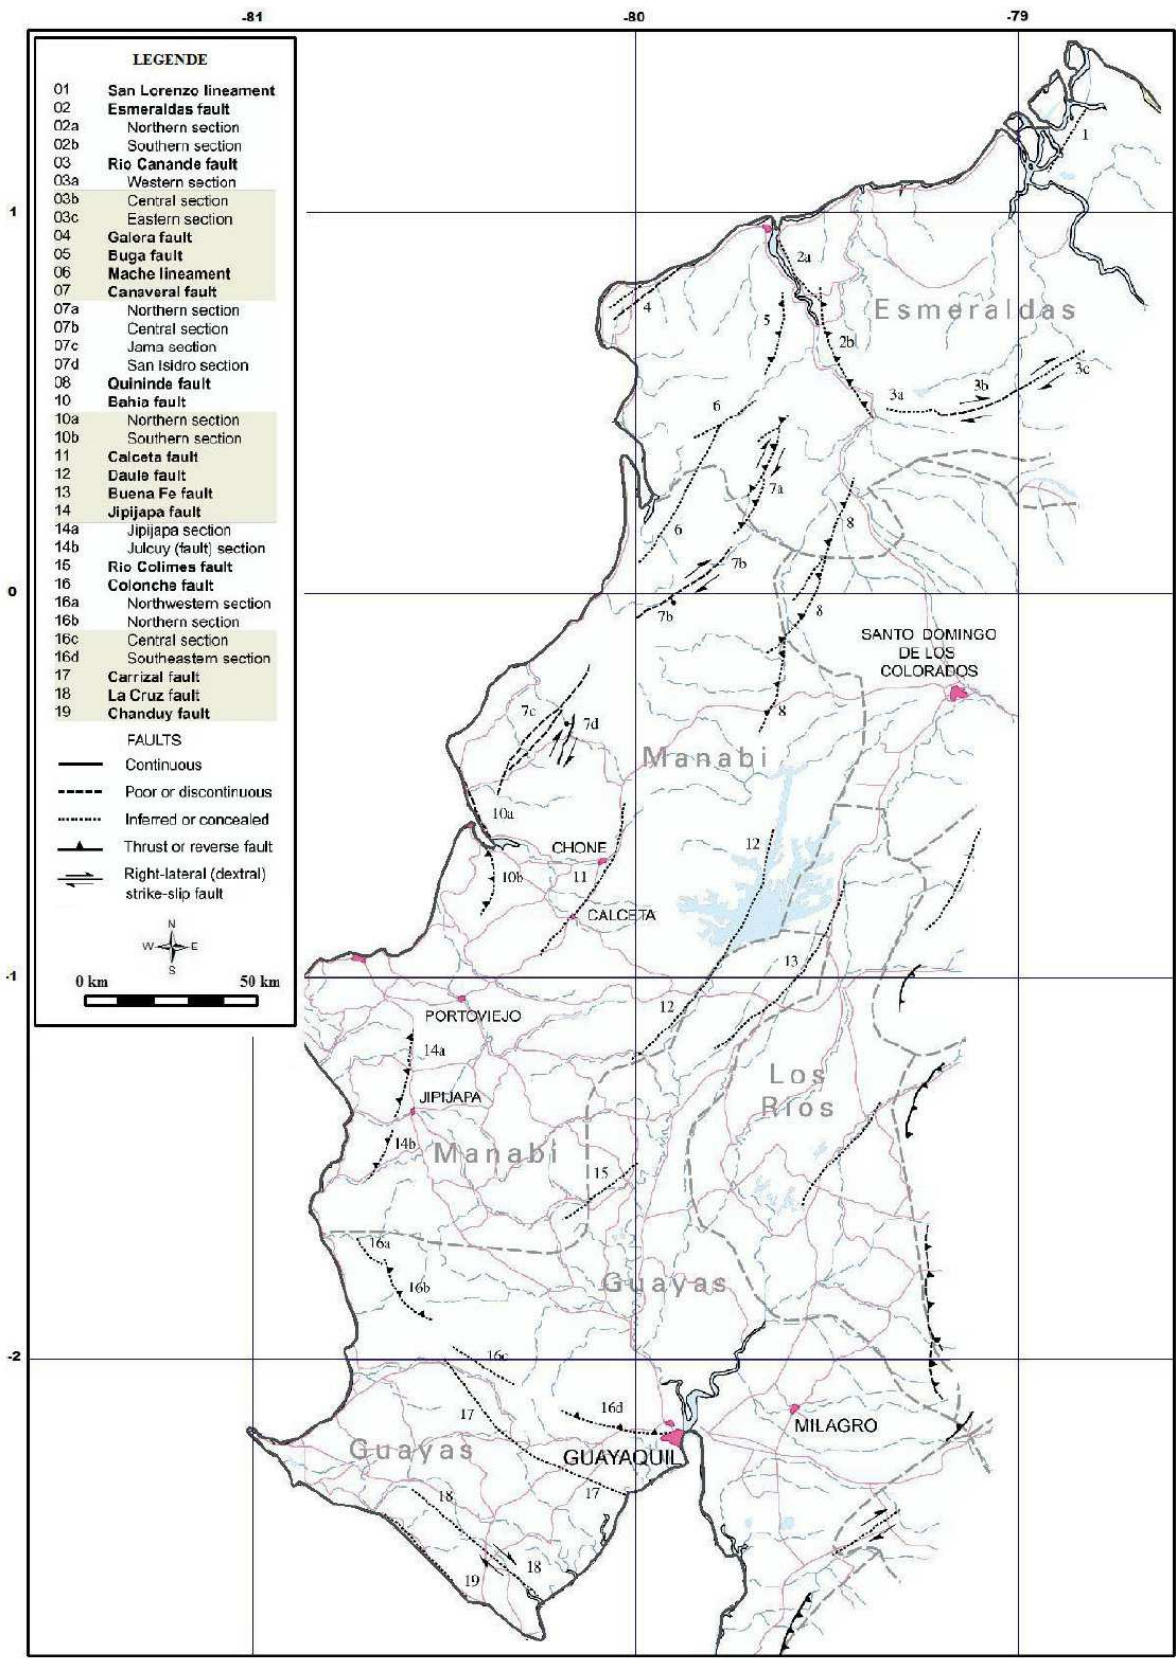 -81 -80 -79
LEGENDE
01 San Lorenzo lineament
02 Esmeraldas fault
02a Northern section
02b Southern section
03 Rio Canande fault
03a Western section
03b Central section
03c Eastern section
04 Galera fault
05 Buga fault
06 Mache lineament
07 Canaveral fault
07a Northern section
07b Central section
07c Jama section
07d San Isidro section
08 Quininde fault
10 Bahia fault
10a Northern section
10b Southern section
11 Calceta fault
12 Daule fault
13 Buena Fe fault
14 Jipijapa fault
14a Jipijapa section
14b Julcuy (fault) section
15 Rio Colimes fault
16 Colonche fault
16a Northwestern section
16b Northern section
16c Central section
16d Southeastern section
17 Carrizal fault
18 La Cruz fault
19 Chanduy fault
FAULTS
Continuous
Poor or discontinuous
Inferred or concealed
Thrust or reverse fault
Right-lateral (dextral)
strike-slip fault
N
W E
S
0 km 50 km
1
0
-1
-2
1
2a
4
5
Esmeraldas
2b
3c
3b
3a
6
7a
6
8
7b
7b
8
SANTO DOMINGO
DE LOS
COLORADOS
7c
7d
8
Manabi
10a
CHONE
12
10b
11
CALCETA
13
12
PORTOVIEJO
14a
Los
Rios
JIPIJAPA
14b
Manabi
15
16a
16b
Guayas
16c
17
16d
MILAGRO
Guayas
GUAYAQUIL
18
17
18
19